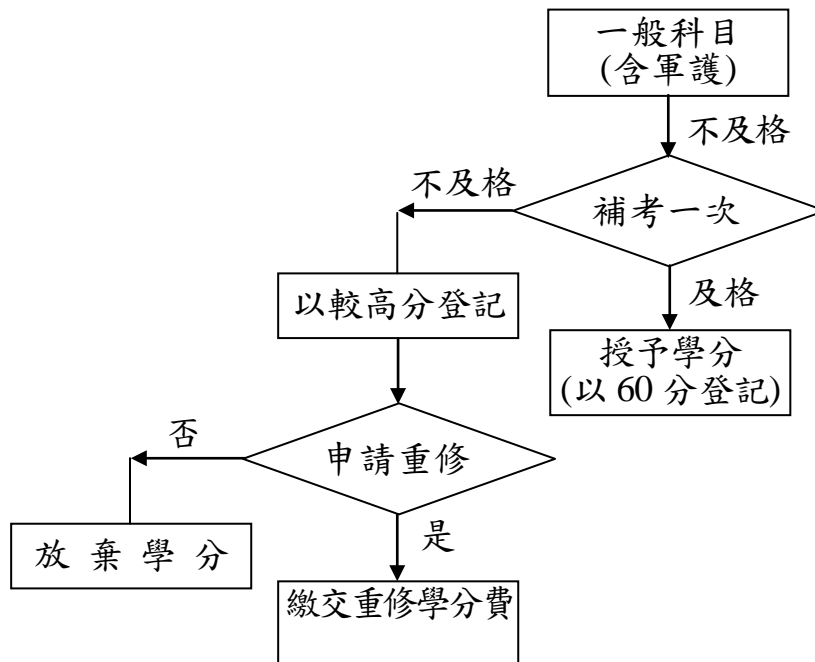 一般科目
(含軍護)
不及格
不及格
補考一次
以較高分登記
及格
授予學分
(以 60 分登記)
否
申請重修
放 棄 學 分
是
繳交重修學分費